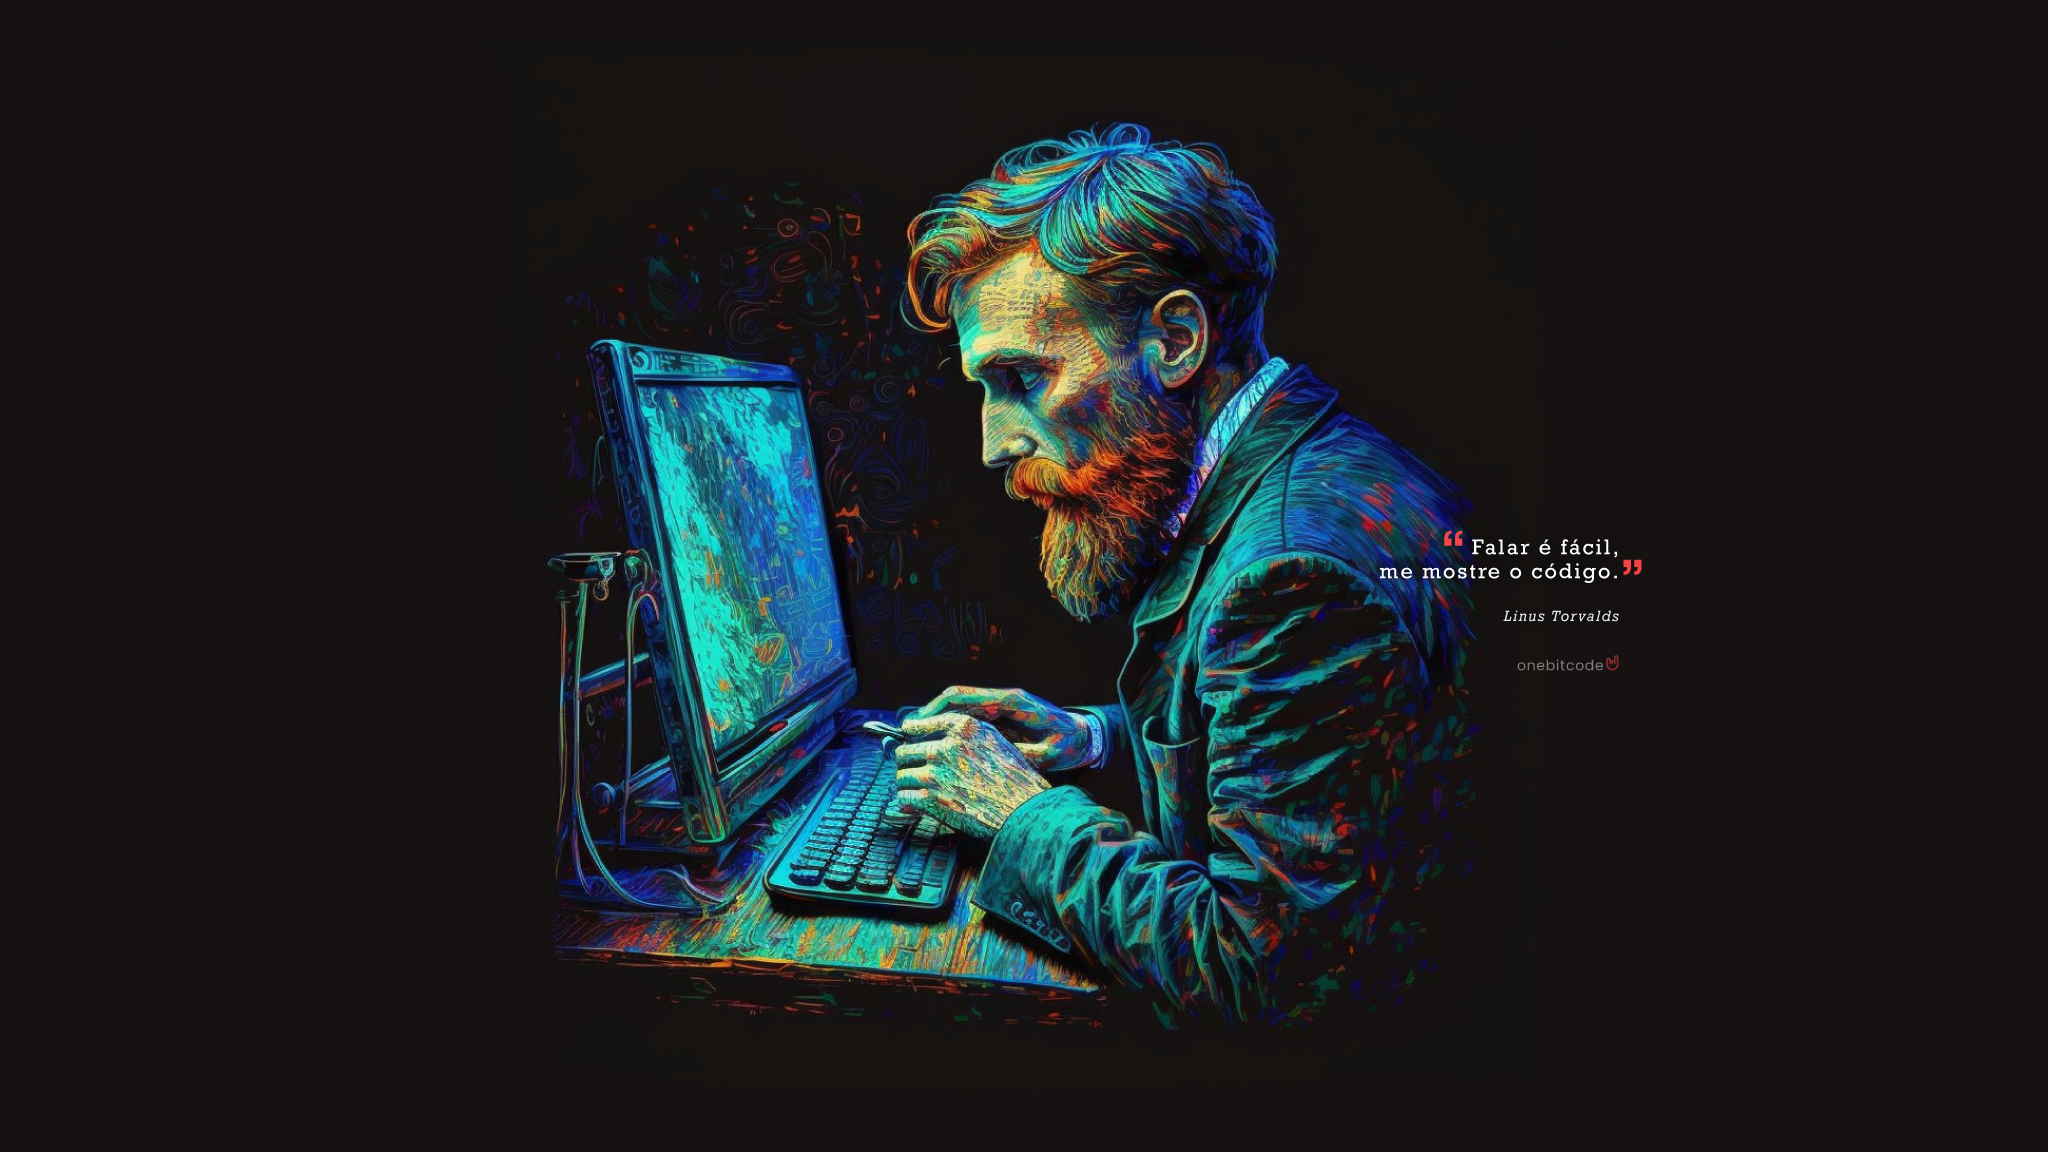 “Falar é fácil,
me mostre o código.”
Linus Torvalds
onebitcode